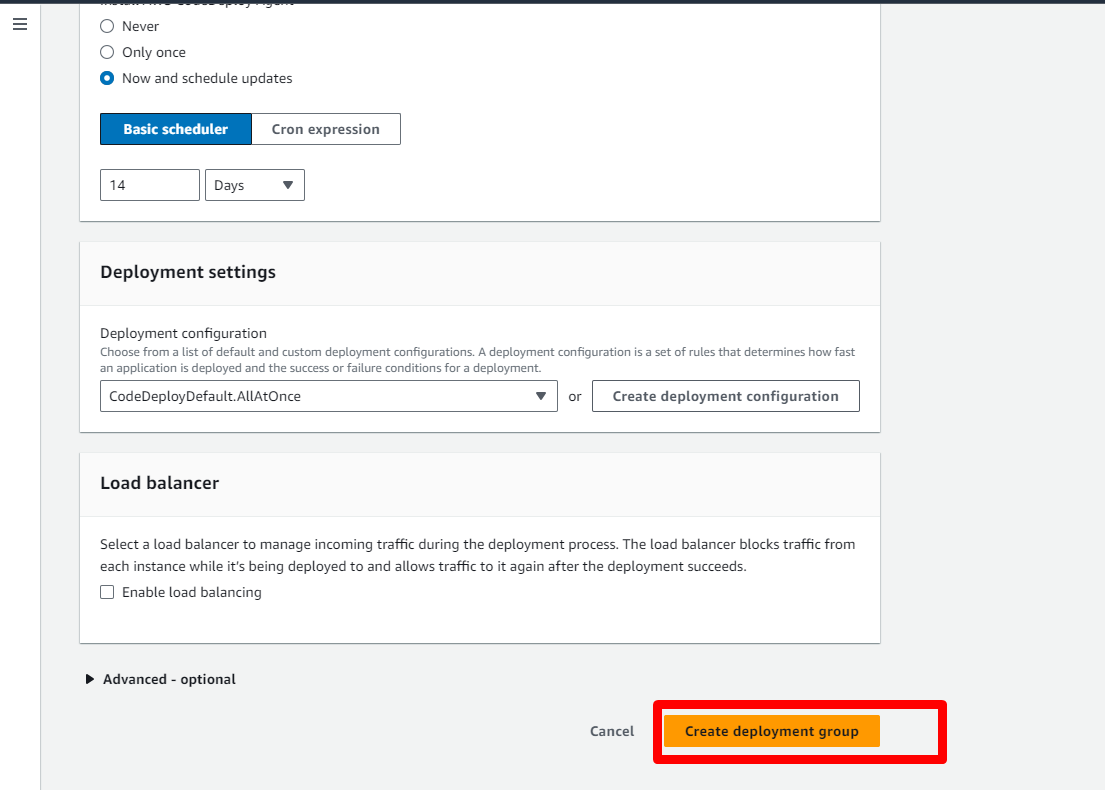 Never
Only once
Now and schedule updates
Basic scheduler
Cron expression
14
Days
Deployment settings
Deployment configuration
Choose from a list of default and custom deployment configurations. A deployment configuration is a set of rules that determines how fast
an application is deployed and the success or failure conditions for a deployment.
CodeDeployDefault.AllAtOnce
or
Create deployment configuration
Load balancer
Select a load balancer to manage incoming traffic during the deployment process. The load balancer blocks traffic from
each instance while it's being deployed to and allows traffic to it again after the deployment succeeds.
Enable load balancing
Advanced - optional
Cancel
Create deployment group